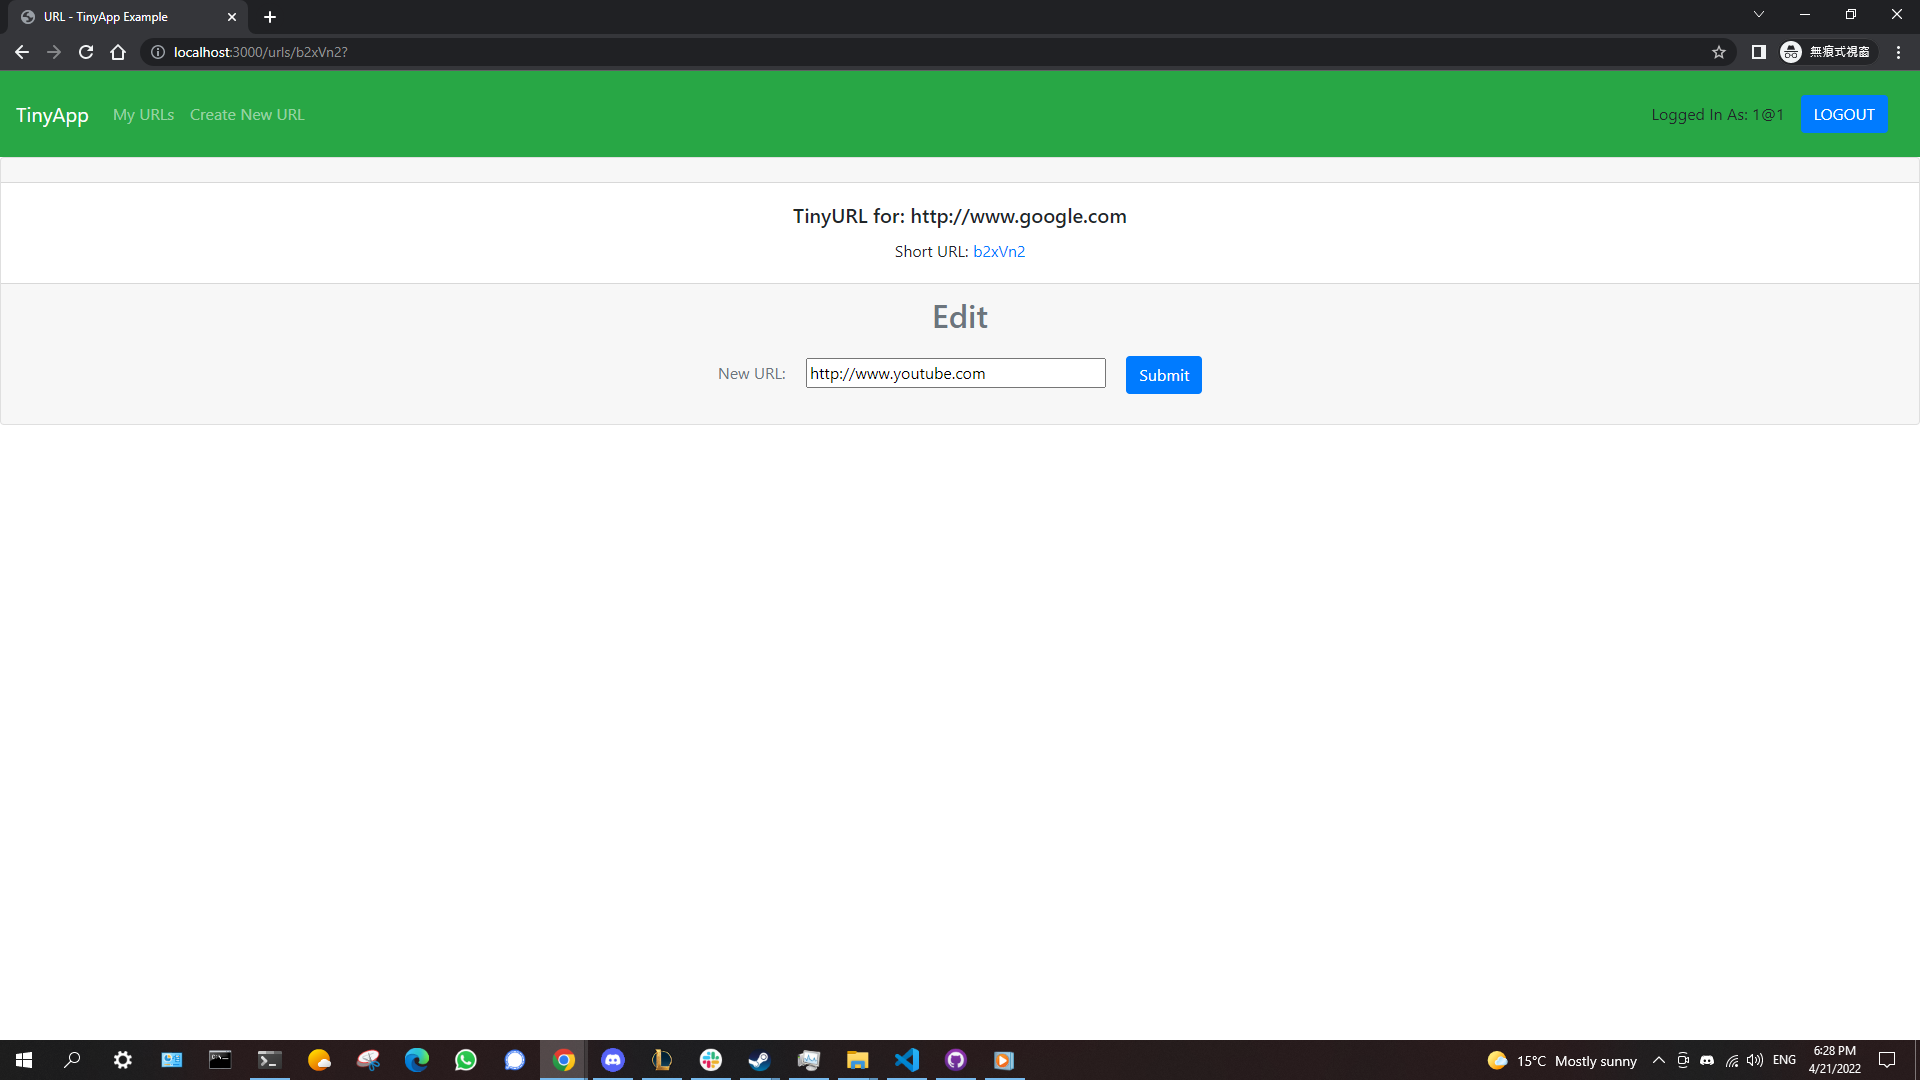 URL - TinyApp Example
localhost:3000/urls/b2xVn2?
無痕式視窗
TinyApp My URLs Create New URL Logged In As: 1@1 LOGOUT
TinyURL for: http://www.google.com
Short URL: b2xVn2
Edit
New URL: http://www.youtube.com Submit
15°C Mostly sunny ENG
6:28 PM
4/21/2022